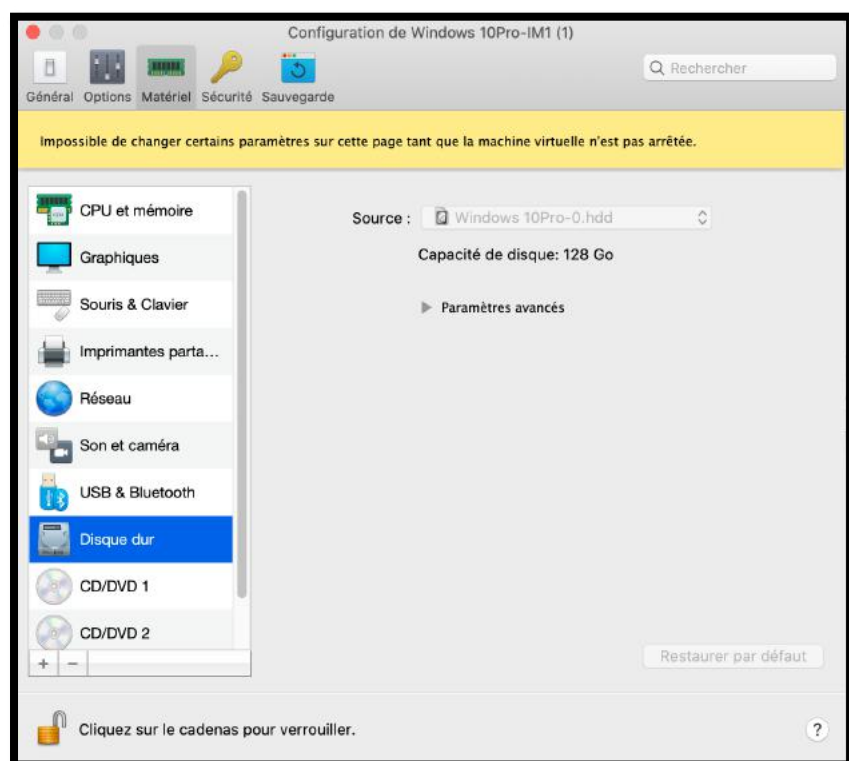 Configuration de Windows 10Pro-IM1 (1)
Général Options Matériel Sécurité Sauvegarde
Rechercher
Impossible de changer certains paramètres sur cette page tant que la machine virtuelle n'est pas arrêtée.
CPU et mémoire
Graphiques
Souris & Clavier
Imprimantes parta...
Réseau
Son et caméra
USB & Bluetooth
Disque dur
CD/DVD 1
CD/DVD 2
+ -
Source : Windows 10Pro-0.hdd
Capacité de disque: 128 Go
Paramètres avancés
Restaurer par défaut
Cliquez sur le cadenas pour verrouiller.
?